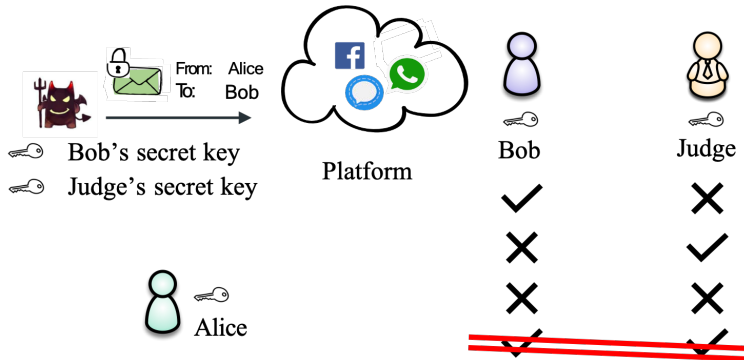 From: Alice
To: Bob
Bob's secret key
Judge's secret key
Platform
Bob
Judge
Alice